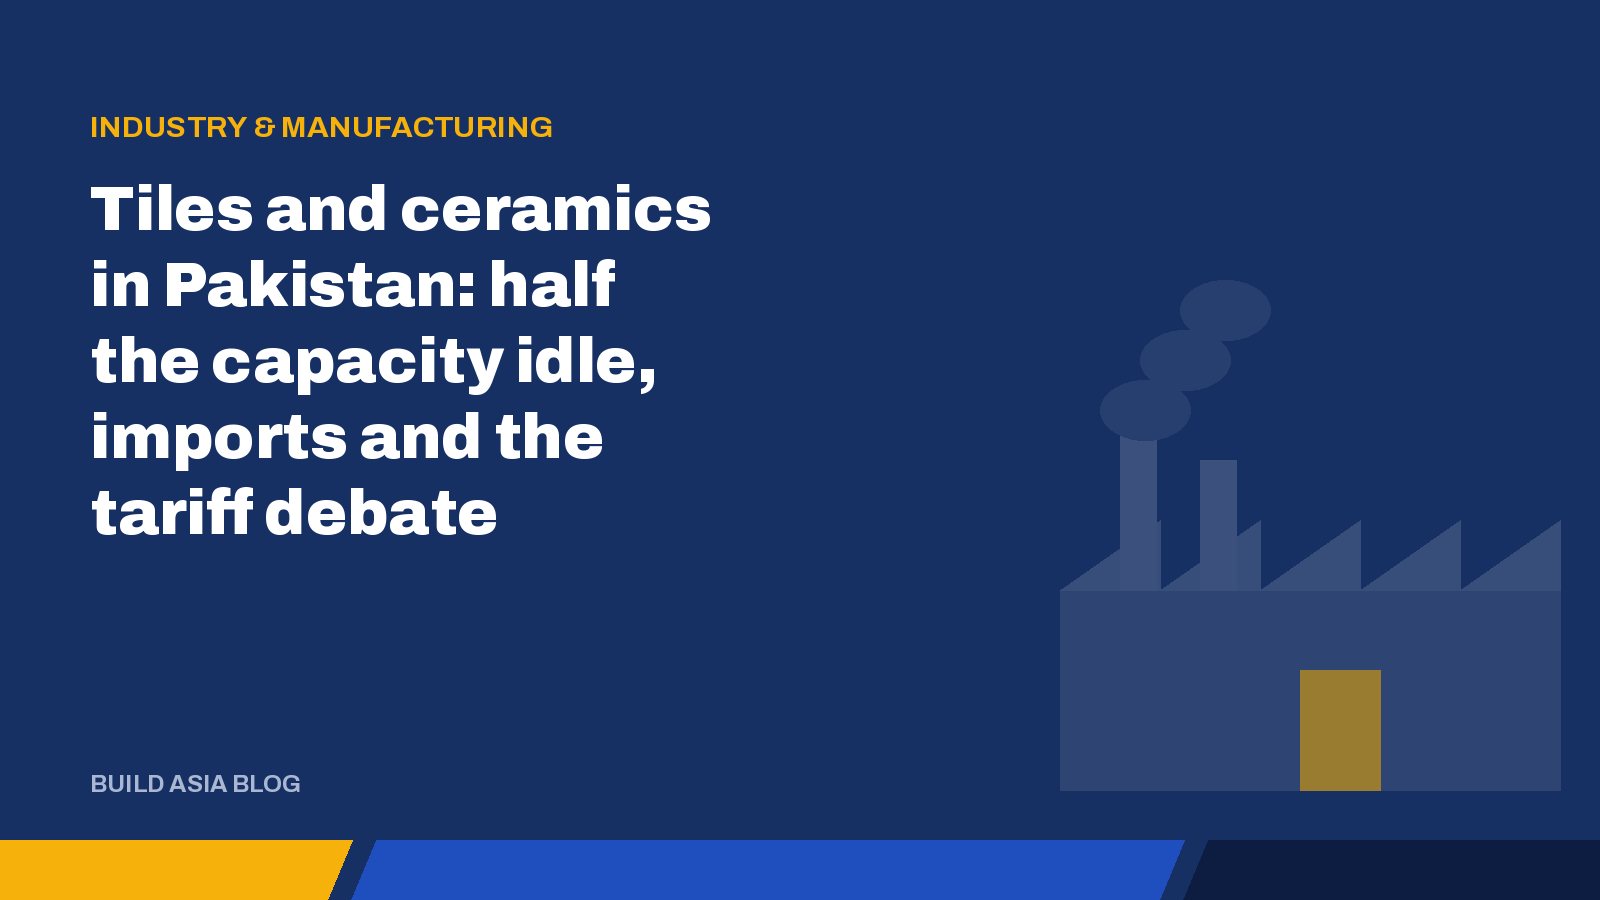 INDUSTRY & MANUFACTURING
Tiles and ceramics
in Pakistan: half
the capacity idle,
imports and the
tariff debate
BUILD ASIA BLOG